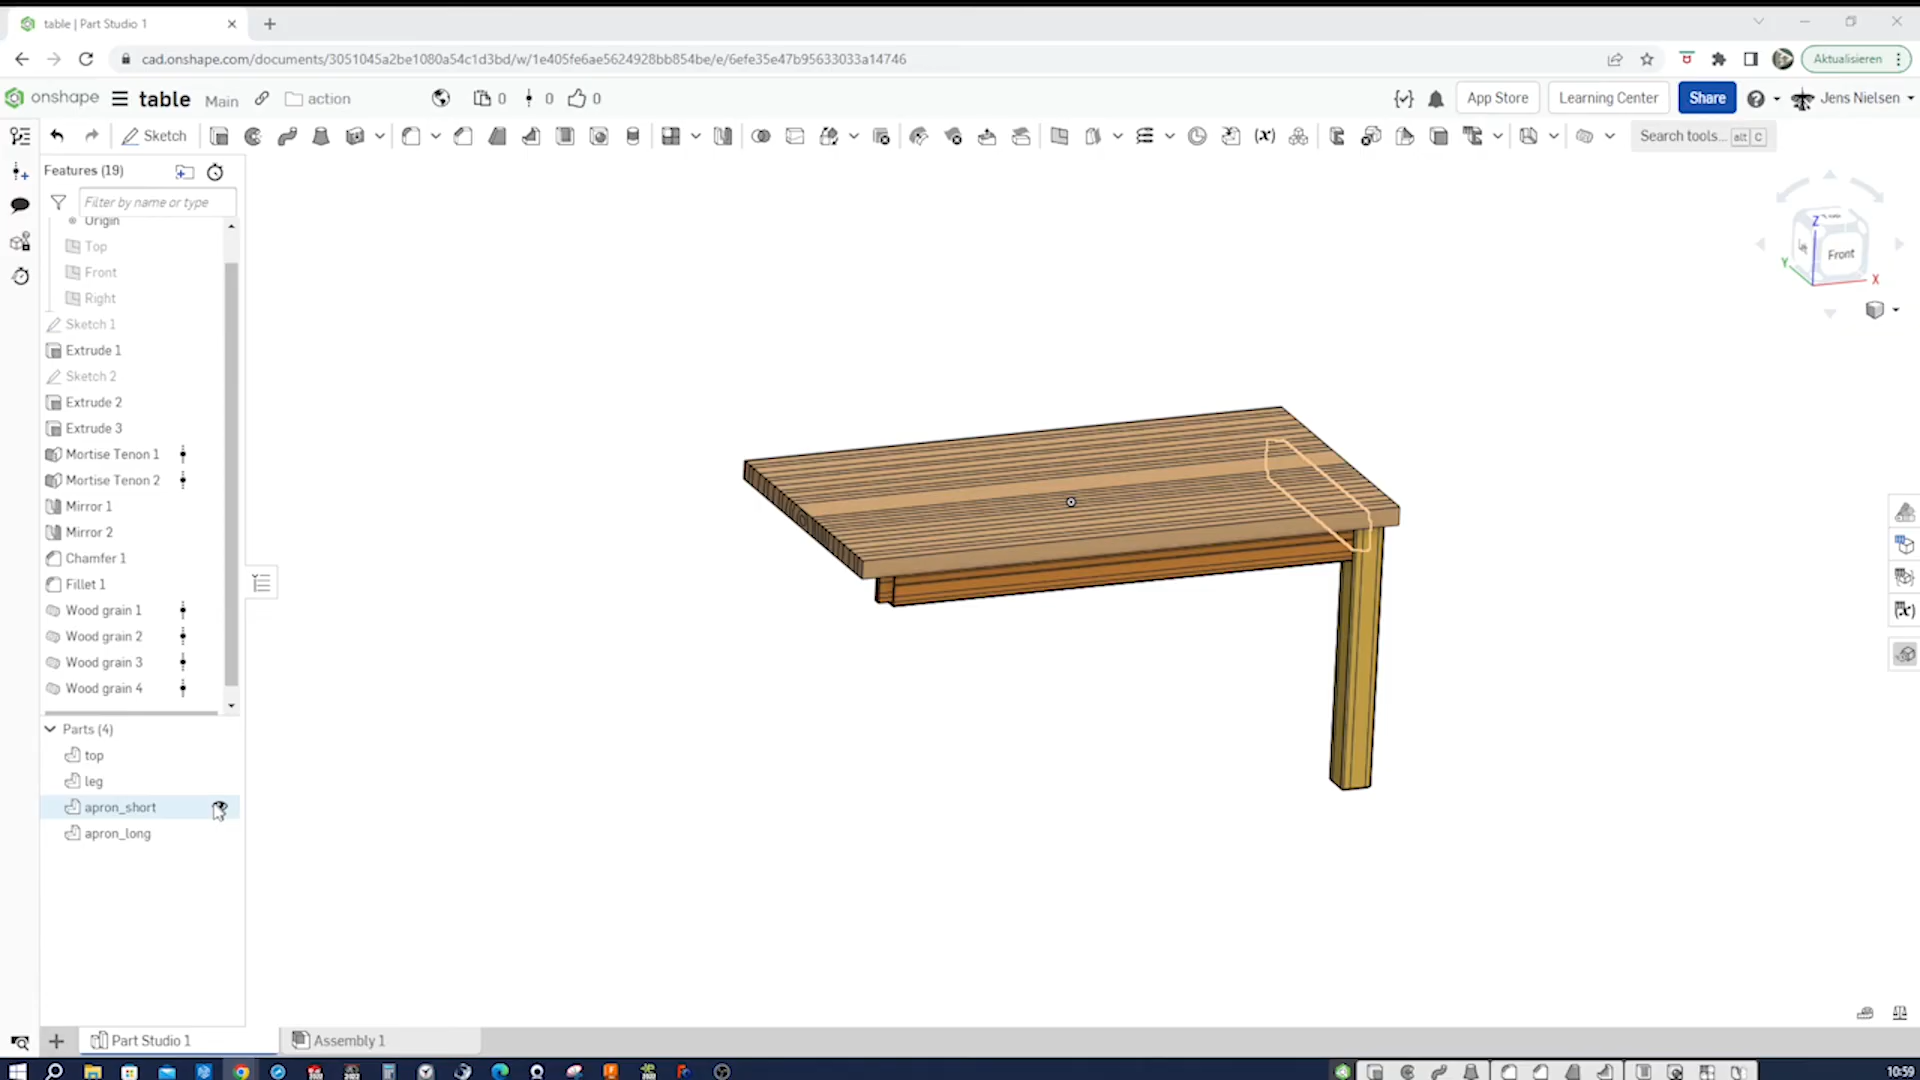 table | Part Studio 1
cad.onshape.com/documents/3051045a2be1080a54c1d3bd/w/1e405fe6ae5624928bb854be/e/6efe35e47b95633033a14746
Aktualisieren
onshape
table
Main
action
0
0
0
App Store
Learning Center
Share
Jens Nielsen
Sketch
Search tools... alt C
Features (19)
Filter by name or type
Origin
Top
Front
Right
Sketch 1
Extrude 1
Sketch 2
Extrude 2
Extrude 3
Mortise Tenon 1
Mortise Tenon 2
Mirror 1
Mirror 2
Chamfer 1
Fillet 1
Wood grain 1
Wood grain 2
Wood grain 3
Wood grain 4
Parts (4)
top
leg
apron_short
apron_long
Z
Front
Y
X
Part Studio 1
Assembly 1
10:59